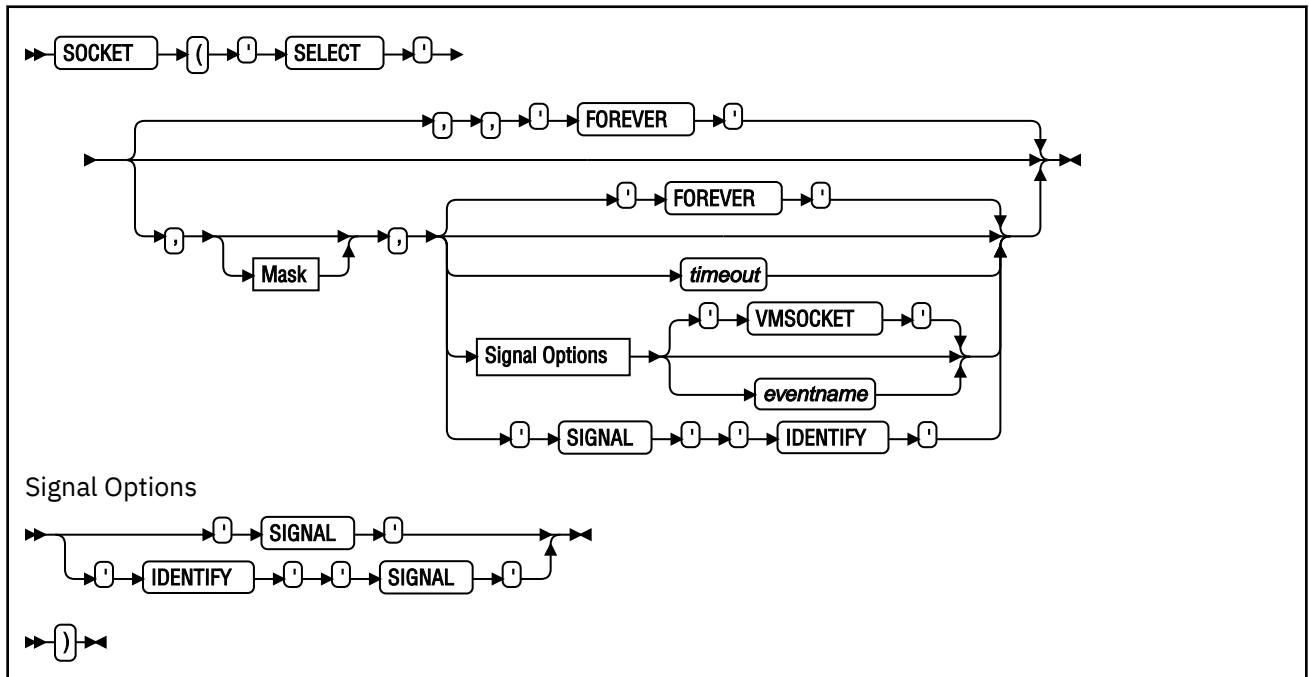 SOCKET ( ' SELECT '
, , ' FOREVER '
' FOREVER '
, Mask ,
timeout
' VMSOCKET '
Signal Options
eventname
' SIGNAL ' ' IDENTIFY '
Signal Options
' SIGNAL '
' IDENTIFY ' ' SIGNAL '
)